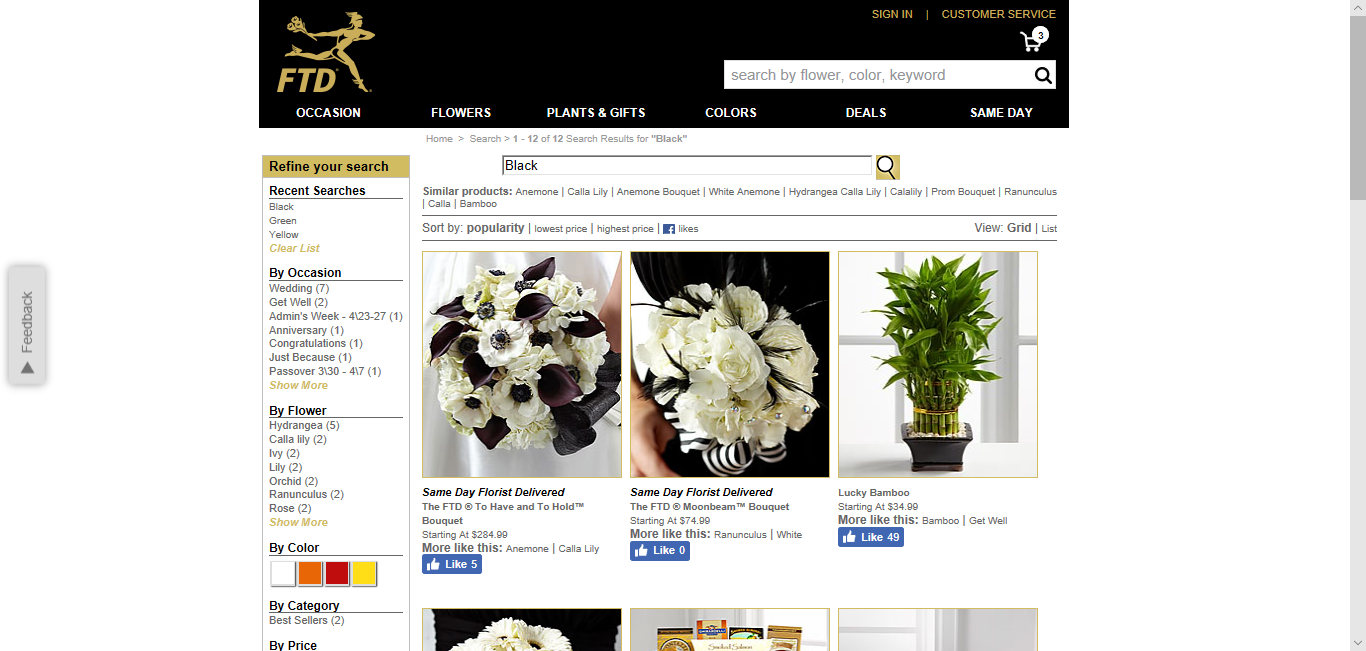 SIGN IN | CUSTOMER SERVICE
3
FTD
search by flower, color, keyword
OCCASION FLOWERS PLANTS & GIFTS COLORS DEALS SAME DAY
Home > Search > 1 - 12 of 12 Search Results for "Black"
Refine your search
Recent Searches
Black
Green
Yellow
Clear List
By Occasion
Wedding (7)
Get Well (2)
Admin's Week - 4\23-27 (1)
Anniversary (1)
Congratulations (1)
Just Because (1)
Passover 3\30 - 4\7 (1)
Show More
By Flower
Hydrangea (5)
Calla lily (2)
Ivy (2)
Lily (2)
Orchid (2)
Ranunculus (2)
Rose (2)
Show More
By Color
By Category
Best Sellers (2)
By Price
Black
Similar products: Anemone | Calla Lily | Anemone Bouquet | White Anemone | Hydrangea Calla Lily | Calalily | Prom Bouquet | Ranunculus
| Calla | Bamboo
Sort by: popularity | lowest price | highest price | f likes
View: Grid | List
Same Day Florist Delivered
The FTD ® To Have and To Hold™
Bouquet
Starting At $284.99
More like this: Anemone | Calla Lily
Like 5
Same Day Florist Delivered
The FTD ® Moonbeam™ Bouquet
Starting At $74.99
More like this: Ranunculus | White
Like 0
Lucky Bamboo
Starting At $34.99
More like this: Bamboo | Get Well
Like 49
GHIRARDELLI
Smoked Salmon
Feedback